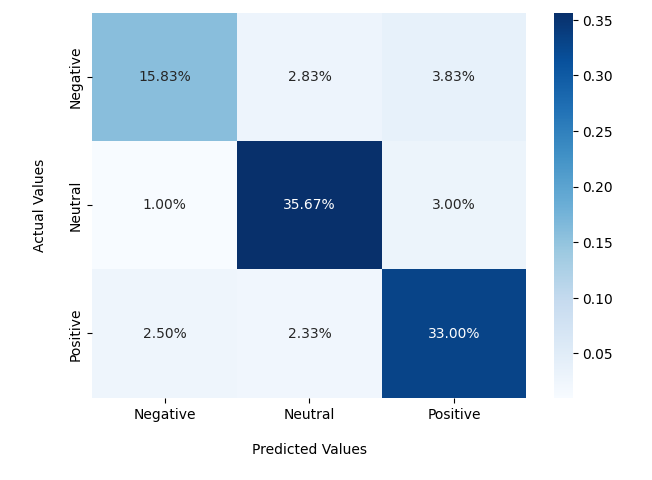 Actual Values
Negative
Neutral
Positive
15.83% 2.83% 3.83%
1.00% 35.67% 3.00%
2.50% 2.33% 33.00%
Negative Neutral Positive
Predicted Values
0.35
0.30
0.25
0.20
0.15
0.10
0.05